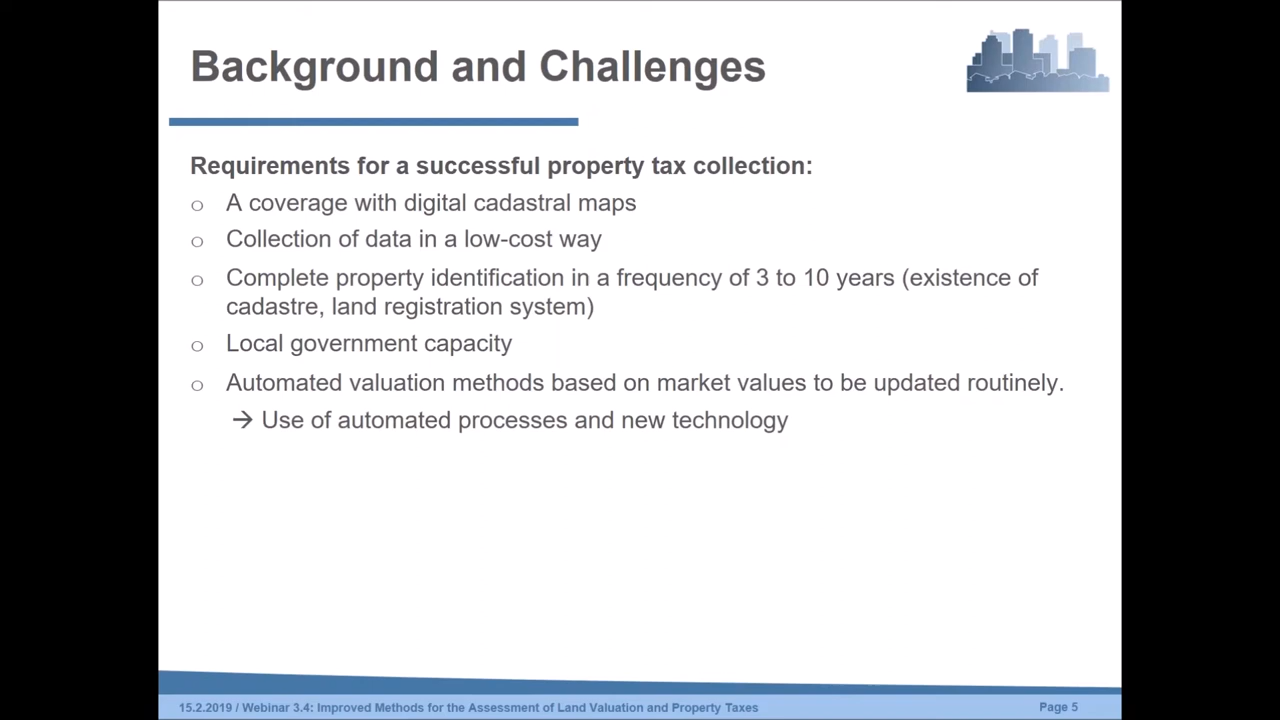 Background and Challenges
Requirements for a successful property tax collection:
o A coverage with digital cadastral maps
o Collection of data in a low-cost way
o Complete property identification in a frequency of 3 to 10 years (existence of
cadastre, land registration system)
o Local government capacity
o Automated valuation methods based on market values to be updated routinely.
→ Use of automated processes and new technology
15.2.2019 / Webinar 3.4: Improved Methods for the Assessment of Land Valuation and Property Taxes
Page 5